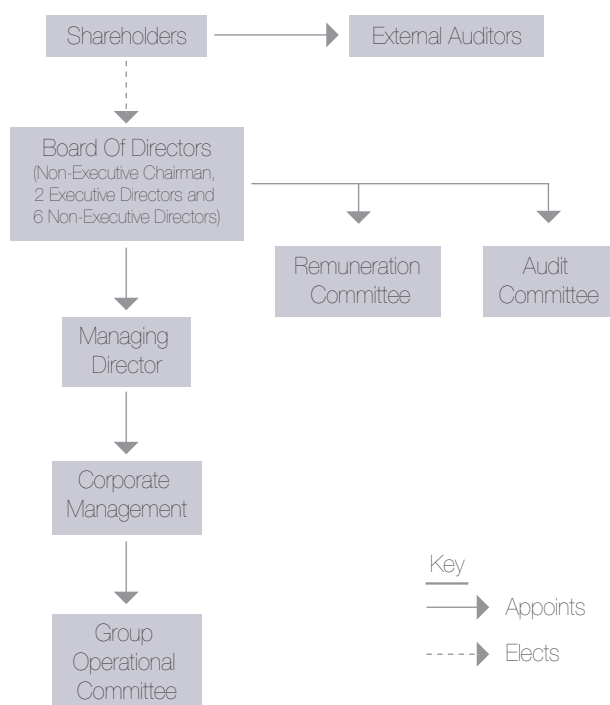 Shareholders
External Auditors
Board Of Directors
(Non-Executive Chairman,
2 Executive Directors and
6 Non-Executive Directors)
Remuneration
Committee
Audit
Committee
Managing
Director
Corporate
Management
Group
Operational
Committee
Key
Appoints
Elects